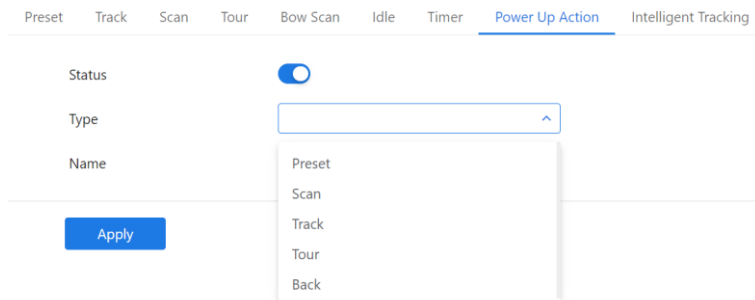 Preset Track Scan Tour Bow Scan Idle Timer Power Up Action Intelligent Tracking
Status
Type
Name
Preset
Scan
Track
Tour
Back
Apply